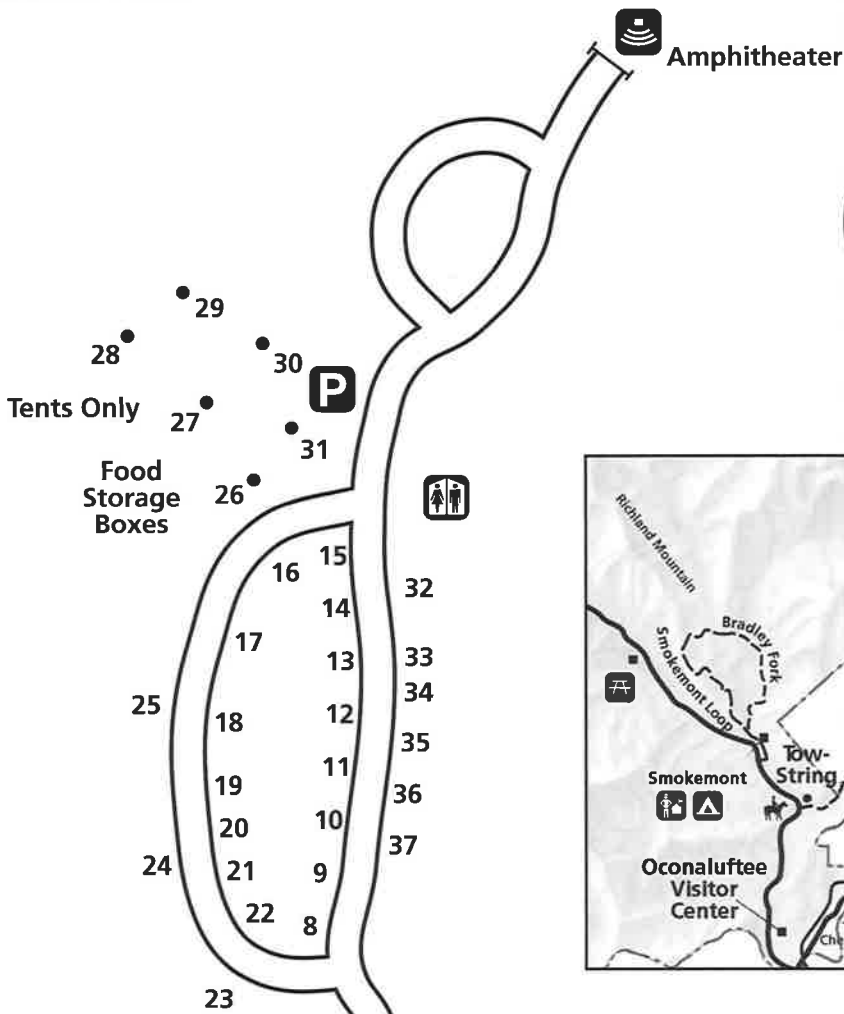 Amphitheater
29
28
30
P
Tents Only
27
31
Food
Storage
Boxes
26
15
16
32
14
17
33
13
34
25
12
18
35
11
19
36
10
20
37
24
21
9
22
8
23
Richland Mountain
Bradley Fork
Smokemont Loop
Tow-
String
Smokemont
Oconaluftee
Visitor
Center